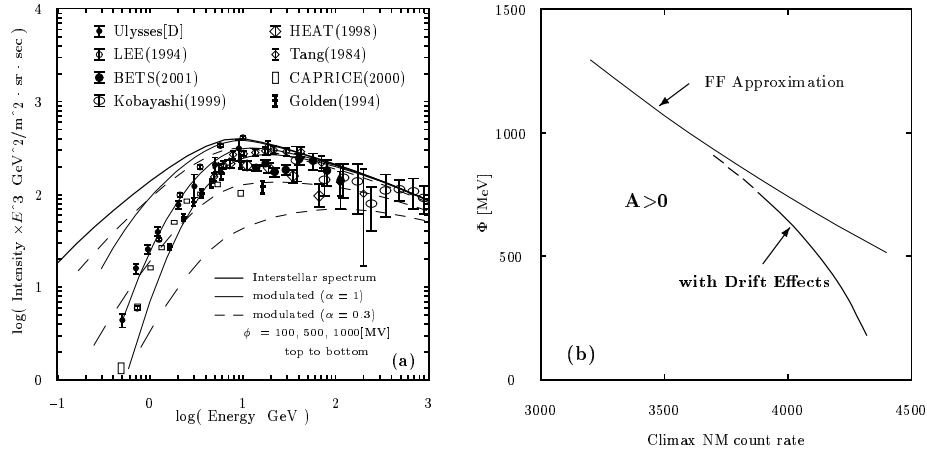 log( Intensity ×E^3 GeV^2/m^2 · sr · sec )
4
3
2
1
0
Ulysses[D]
LEE(1994)
BETS(2001)
Kobayashi(1999)
HEAT(1998)
Tang(1984)
CAPRICE(2000)
Golden(1994)
Interstellar spectrum
modulated (α = 1)
modulated (α = 0.3)
ϕ = 100, 500, 1000[MV]
top to bottom
(a)
−1 0 1 2 3
log( Energy GeV )
Φ [MeV]
1500
1000
500
0
FF Approximation
A>0
with Drift Effects
(b)
3000 3500 4000 4500
Climax NM count rate